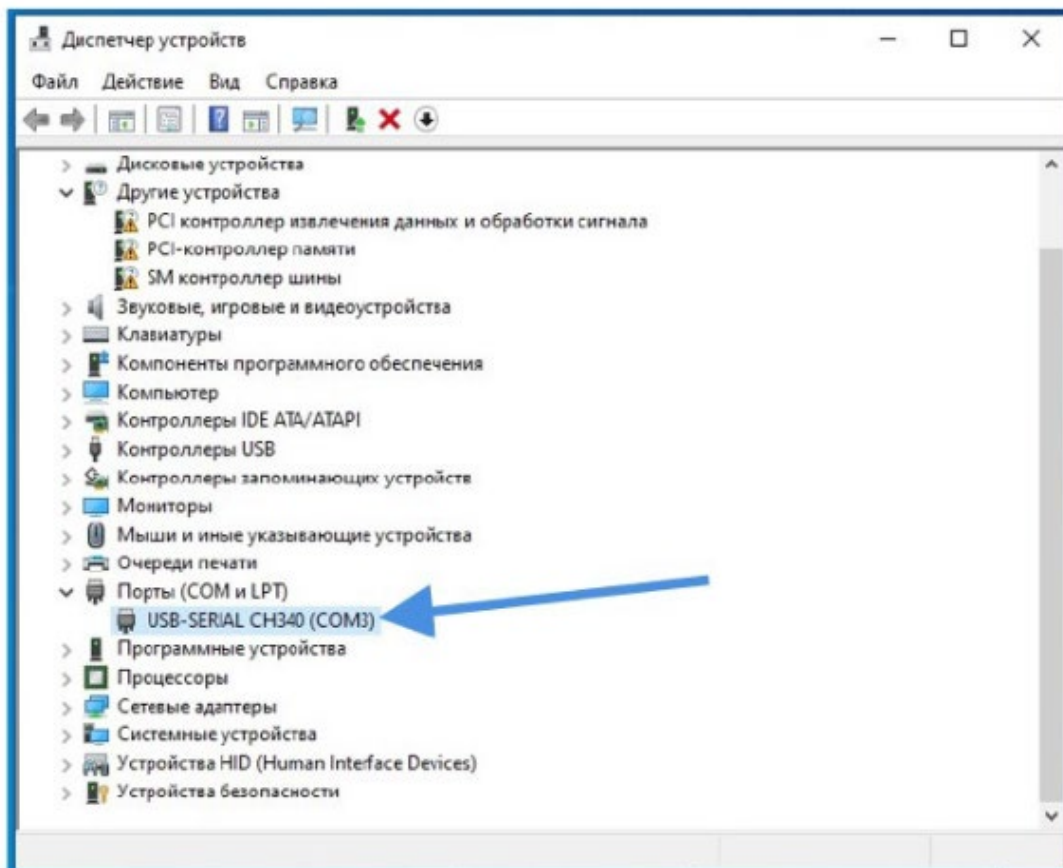 Диспетчер устройств
Файл Действие Вид Справка
Дисковые устройства
Другие устройства
PCI контроллер извлечения данных и обработки сигнала
PCI-контроллер памяти
SM контроллер шины
Звуковые, игровые и видеоустройства
Клавиатуры
Компоненты программного обеспечения
Компьютер
Контроллеры IDE ATA/ATAPI
Контроллеры USB
Контроллеры запоминающих устройств
Мониторы
Мыши и иные указывающие устройства
Очереди печати
Порты (COM и LPT)
USB-SERIAL CH340 (COM3)
Программные устройства
Процессоры
Сетевые адаптеры
Системные устройства
Устройства HID (Human Interface Devices)
Устройства безопасности